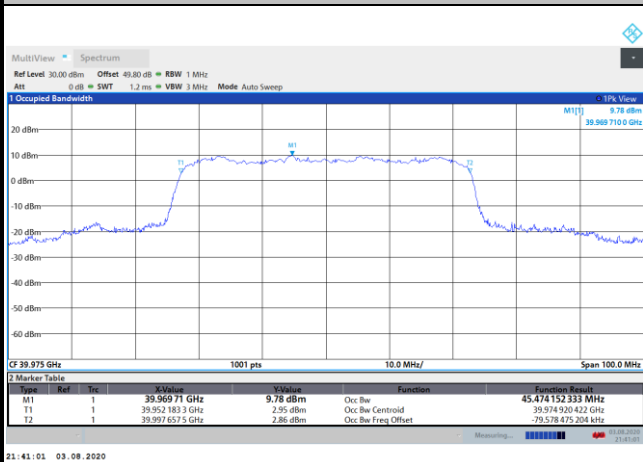 MultiView Spectrum
Ref Level 30.00 dBm Offset 49.80 dB RBW 1 MHz
Att 0 dB SWT 1.2 ms VBW 3 MHz Mode Auto Sweep
1 Occupied Bandwidth 1Pk View
M1[1] 9.78 dBm
39.969 710 0 GHz
20 dBm
M1
10 dBm
T1 T2
0 dBm
-10 dBm
-20 dBm
-30 dBm
-40 dBm
-50 dBm
-60 dBm
CF 39.975 GHz 1001 pts 10.0 MHz/ Span 100.0 MHz
2 Marker Table
Type Ref Trc X-Value Y-Value Function Function Result
M1 1 39.969 71 GHz 9.78 dBm Occ Bw 45.474 152 333 MHz
T1 1 39.952 183 3 GHz 2.95 dBm Occ Bw Centroid 39.974 920 422 GHz
T2 1 39.997 657 5 GHz 2.86 dBm Occ Bw Freq Offset -79.578 475 204 kHz
Measuring... 03.08.2020
21:41:01
21:41:01 03.08.2020